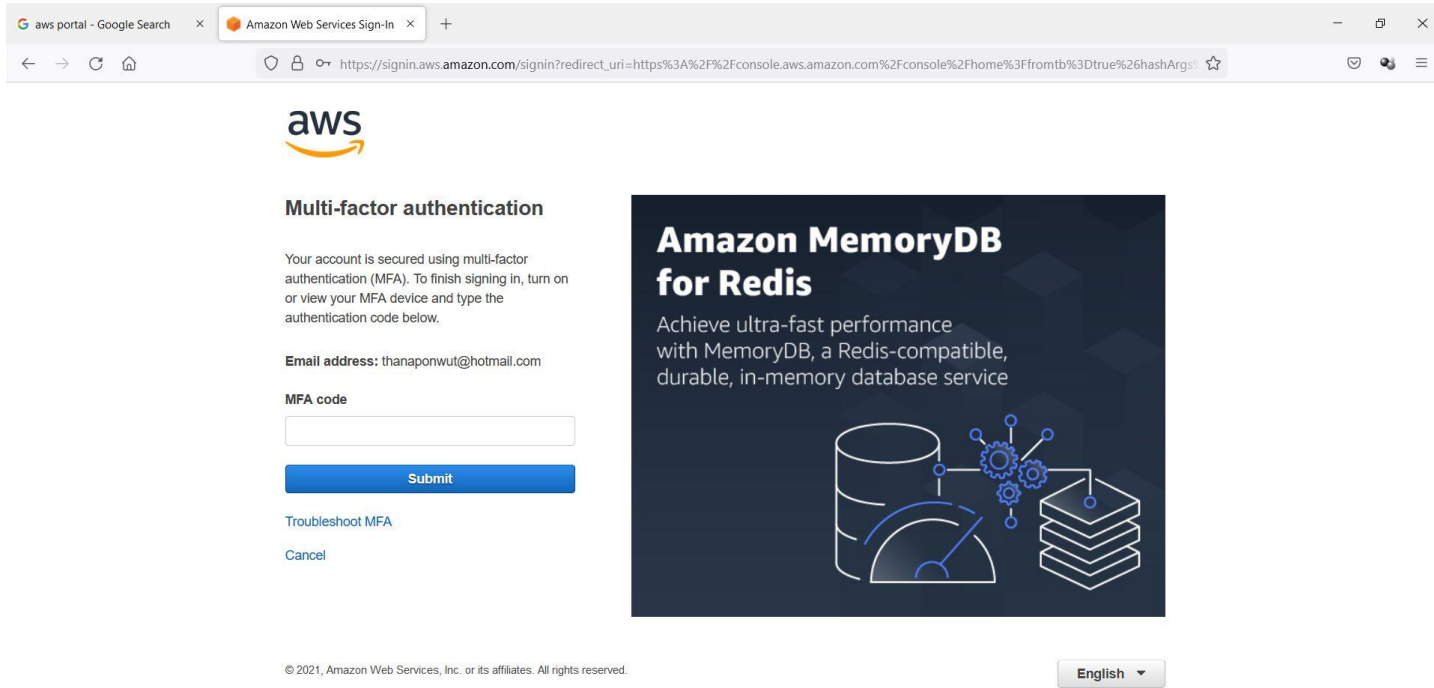 aws portal - Google Search
Amazon Web Services Sign-In
https://signin.aws.amazon.com/signin?redirect_uri=https%3A%2F%2Fconsole.aws.amazon.com%2Fconsole%2Fhome%3Ffromtb%3Dtrue%26hashArgs%
aws
Multi-factor authentication
Your account is secured using multi-factor
authentication (MFA). To finish signing in, turn on
or view your MFA device and type the
authentication code below.
Email address: thanaponwut@hotmail.com
MFA code
Submit
Troubleshoot MFA
Cancel
Amazon MemoryDB
for Redis
Achieve ultra-fast performance
with MemoryDB, a Redis-compatible,
durable, in-memory database service
© 2021, Amazon Web Services, Inc. or its affiliates. All rights reserved.
English